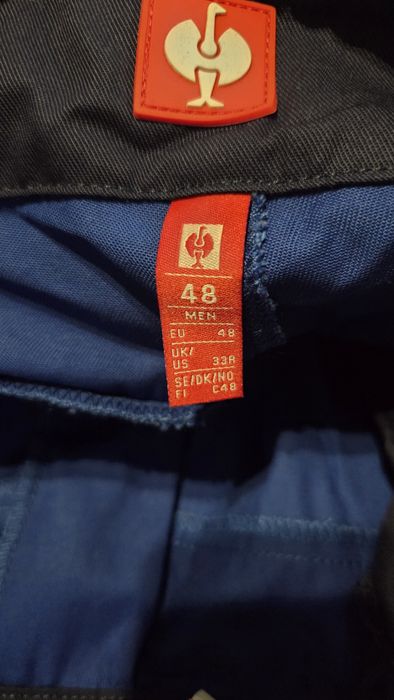 48
MEN
EU 48
UK/
US 33R
SE/DK/NO
FI C48